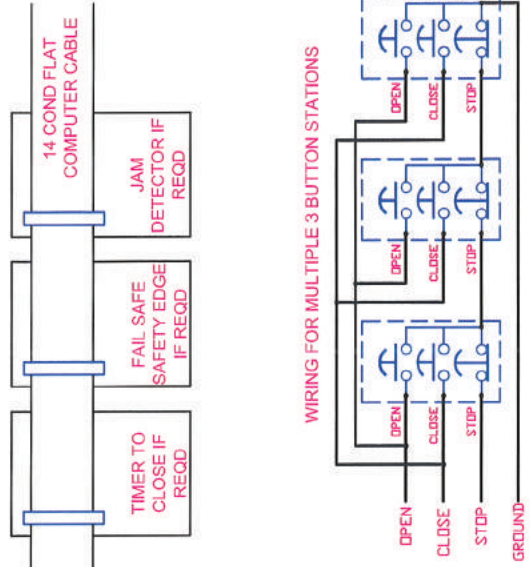 14 COND FLAT
COMPUTER CABLE
JAM
DETECTOR IF
REQD
FAIL SAFE
SAFETY EDGE
IF REQD
TIMER TO
CLOSE IF
REQD
WIRING FOR MULTIPLE 3 BUTTON STATIONS
OPEN
CLOSE
STOP
OPEN
CLOSE
STOP
OPEN
CLOSE
STOP
OPEN
CLOSE
STOP
GROUND